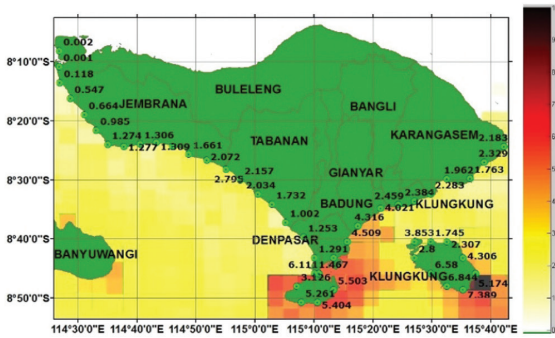 0.002
8°10'0"S
0.001
0.118
BULELENG
0.547
0.664 JEMBRANA
BANGLI
8°20'0"S
0.985
KARANGASEM 2.183
1.274 1.306
TABANAN
1.277 1.309 1.661
2.329
2.072
GIANYAR
1.962 1.763
8°30'0"S
2.157
2.795
2.283
2.034
2.384
2.459
1.732
BADUNG 4.021 KLUNGKUNG
1.002
4.316
1.253
4.509
3.853 1.745
8°40'0"S
DENPASAR
1.291
2.8 2.307
BANYUWANGI
4.306
6.111 1.467
6.58
3.126 5.503
KLUNGKUNG 6.844 5.174
5.261
7.389
8°50'0"S
5.404
114°30'0"E 114°40'0"E 114°50'0"E 115°0'0"E 115°10'0"E 115°20'0"E 115°30'0"E 115°40'0"E